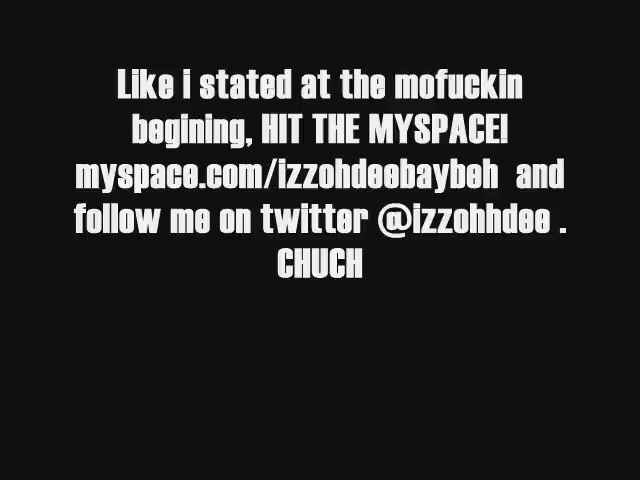 Like i stated at the mofuckin
begining, HIT THE MYSPACE!
myspace.com/izzohdeebaybeh and
follow me on twitter @izzohhdee .
CHUCH